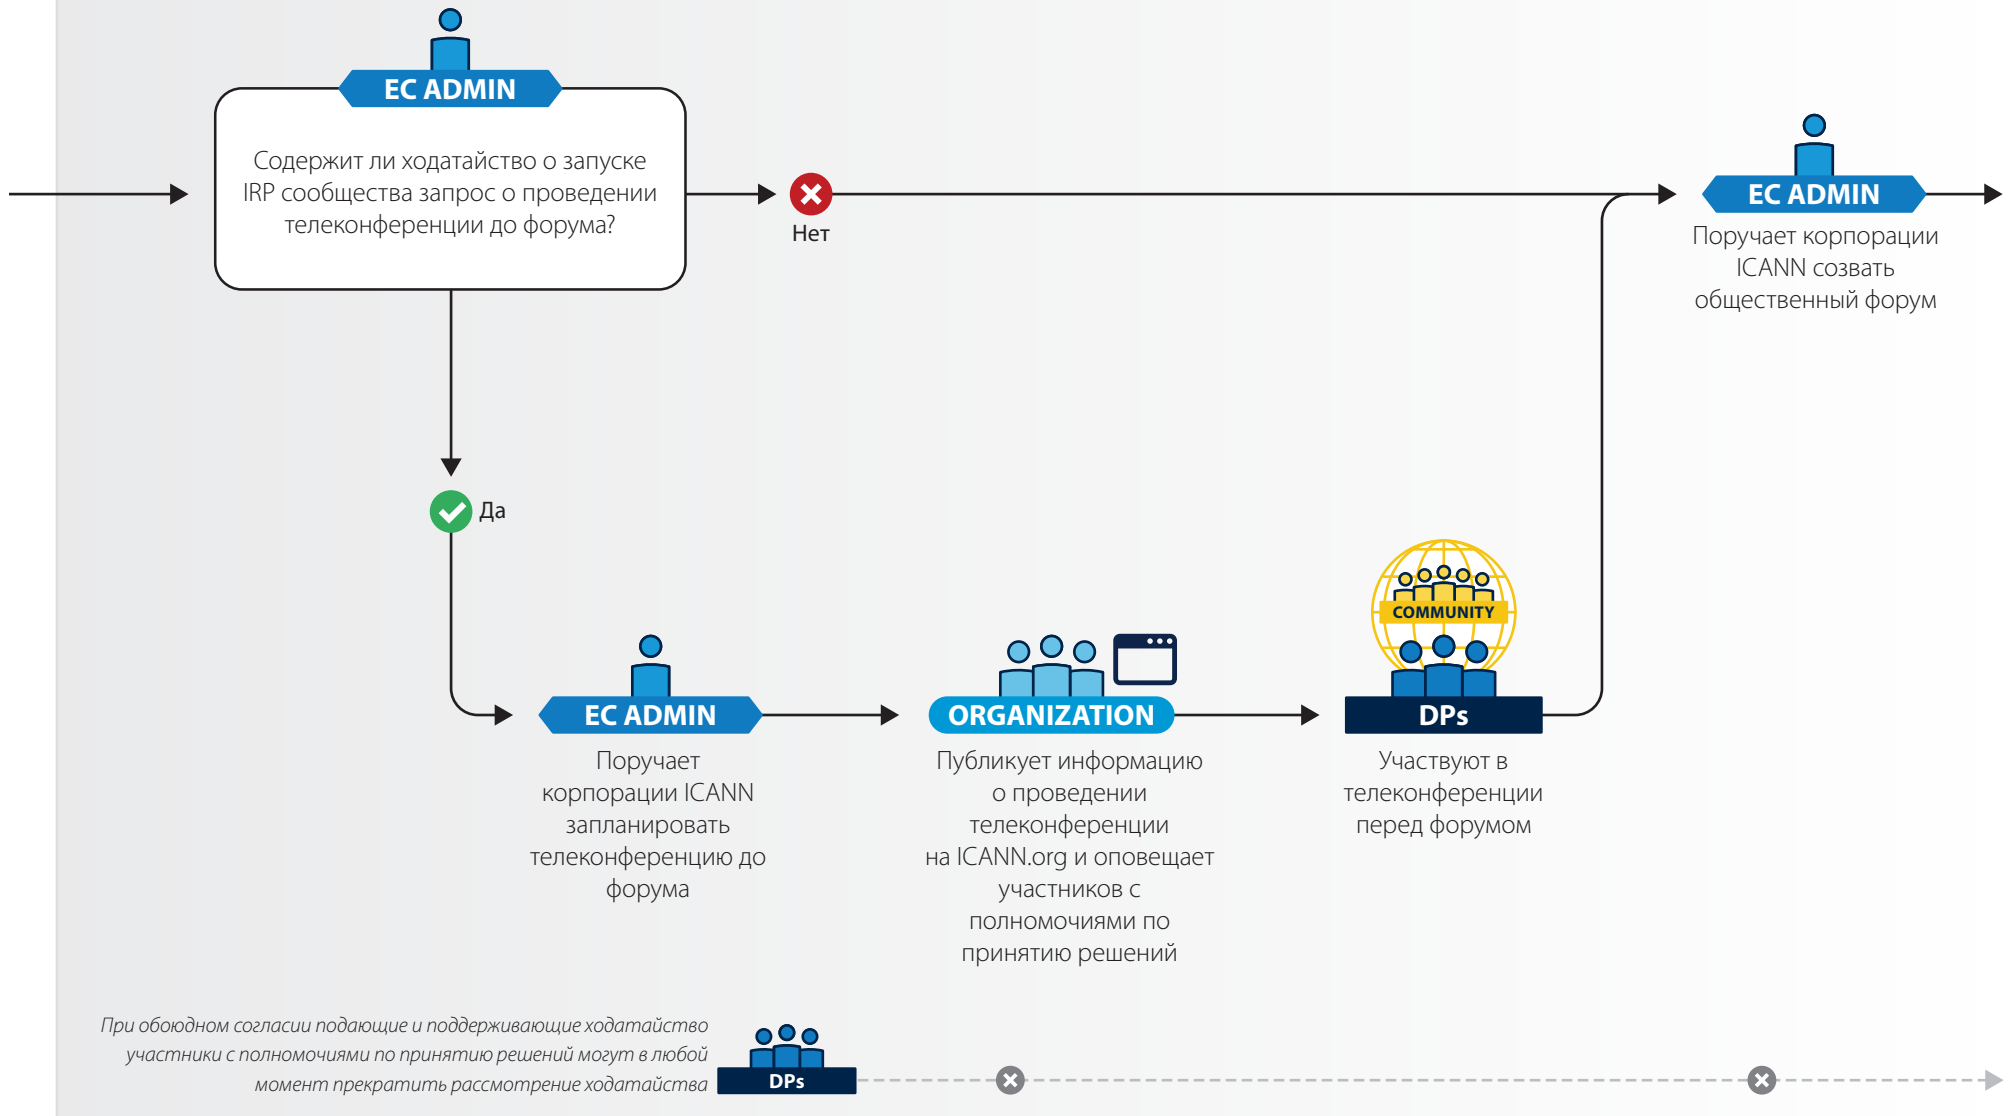 EC ADMIN
Содержит ли ходатайство о запуске
IRP сообщества запрос о проведении
телеконференции до форума?
Нет
EC ADMIN
Поручает корпорации
ICANN созвать
общественный форум
Да
EC ADMIN
Поручает
корпорации ICANN
запланировать
телеконференцию до
форума
ORGANIZATION
Публикует информацию
о проведении
телеконференции
на ICANN.org и оповещает
участников с
полномочиями по
принятию решений
COMMUNITY
DPs
Участвуют в
телеконференции
перед форумом
При обоюдном согласии подающие и поддерживающие ходатайство
участники с полномочиями по принятию решений могут в любой
момент прекратить рассмотрение ходатайства
DPs